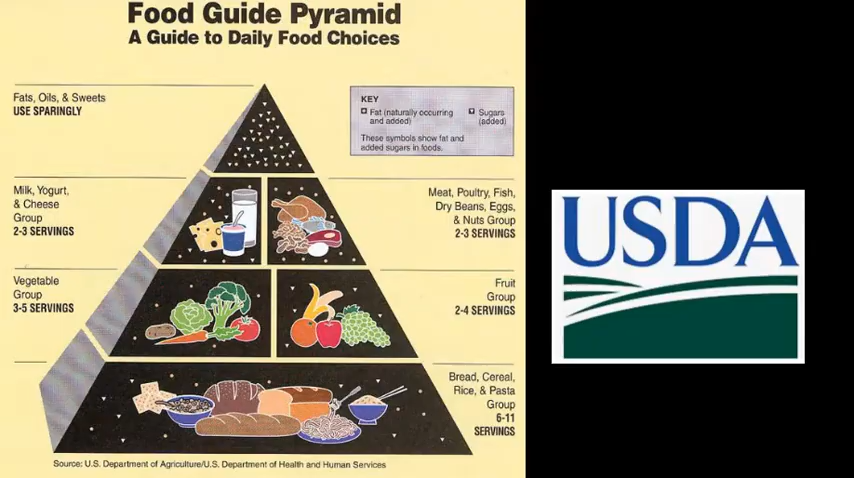 Food Guide Pyramid
A Guide to Daily Food Choices
Fats, Oils, & Sweets
USE SPARINGLY
KEY
Fat (naturally occurring
and added)
Sugars
(added)
These symbols show fat and
added sugars in foods.
Milk, Yogurt,
& Cheese
Group
2-3 SERVINGS
Meat, Poultry, Fish,
Dry Beans, Eggs,
& Nuts Group
2-3 SERVINGS
Vegetable
Group
3-5 SERVINGS
Fruit
Group
2-4 SERVINGS
Bread, Cereal,
Rice, & Pasta
Group
6-11
SERVINGS
Source: U.S. Department of Agriculture/U.S. Department of Health and Human Services
USDA